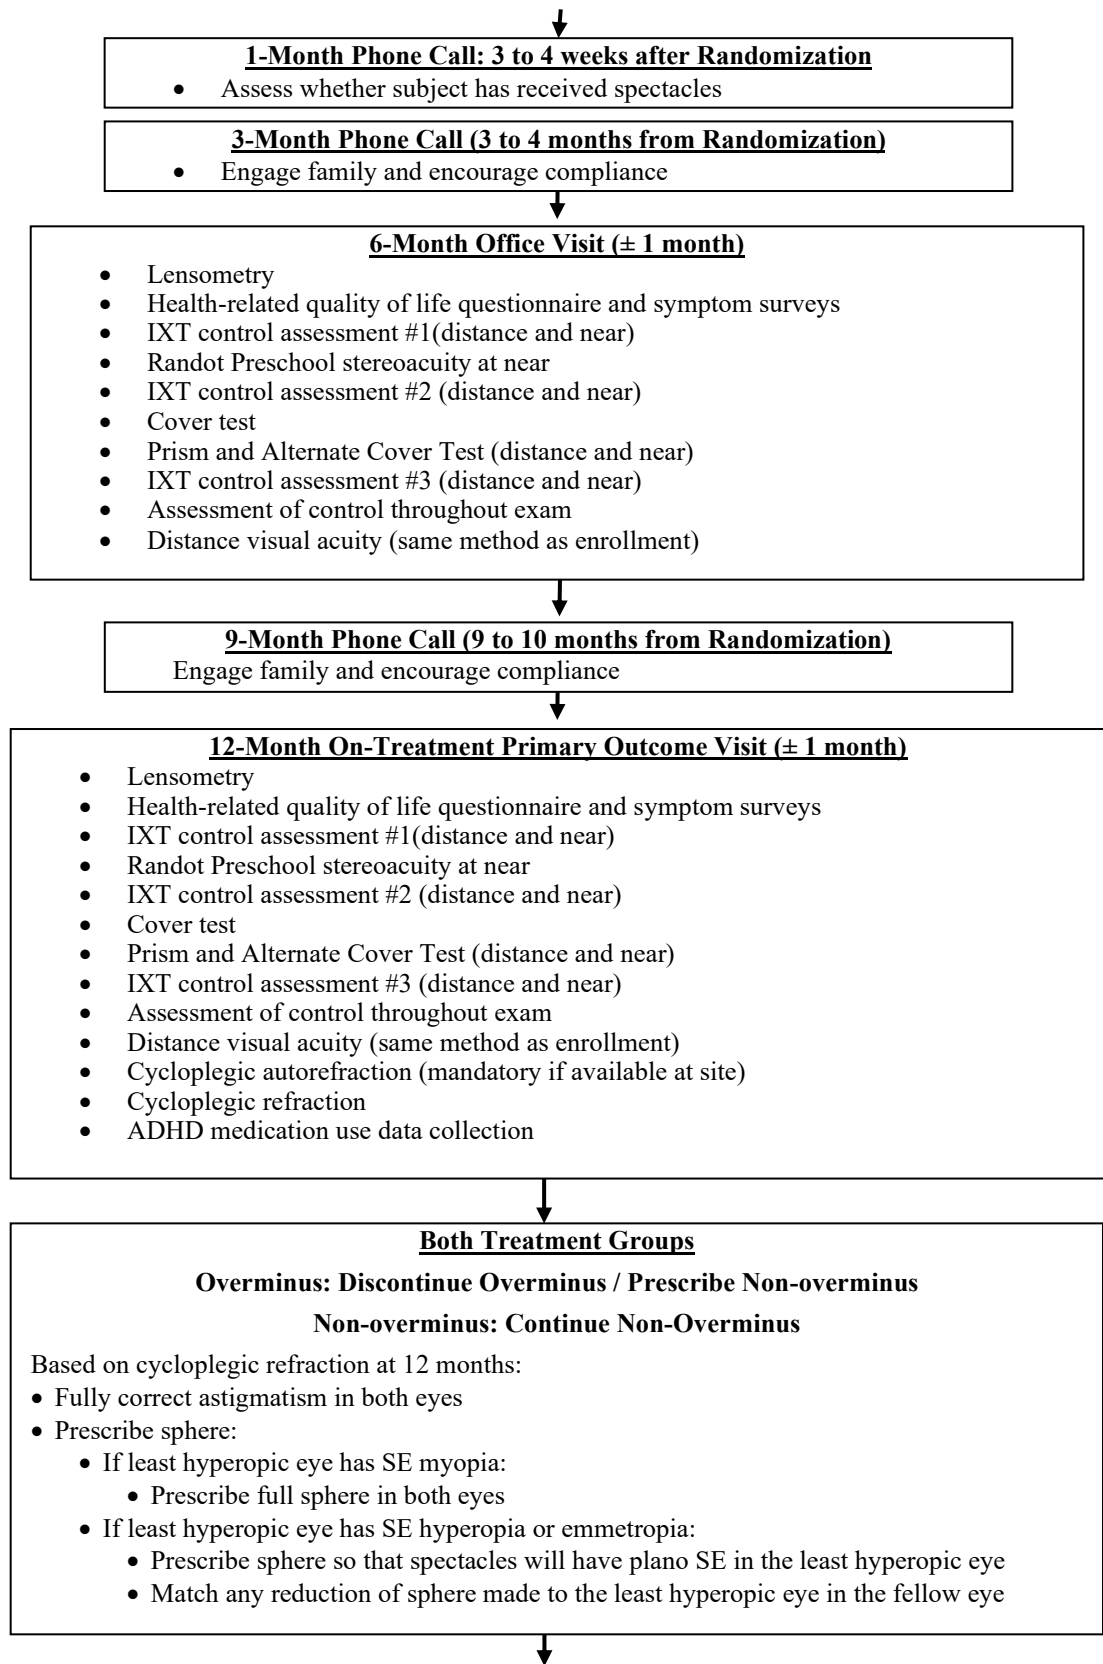 1-Month Phone Call: 3 to 4 weeks after Randomization
• Assess whether subject has received spectacles
3-Month Phone Call (3 to 4 months from Randomization)
• Engage family and encourage compliance
6-Month Office Visit (± 1 month)
• Lensometry
• Health-related quality of life questionnaire and symptom surveys
• IXT control assessment #1(distance and near)
• Randot Preschool stereoacuity at near
• IXT control assessment #2 (distance and near)
• Cover test
• Prism and Alternate Cover Test (distance and near)
• IXT control assessment #3 (distance and near)
• Assessment of control throughout exam
• Distance visual acuity (same method as enrollment)
9-Month Phone Call (9 to 10 months from Randomization)
Engage family and encourage compliance
12-Month On-Treatment Primary Outcome Visit (± 1 month)
• Lensometry
• Health-related quality of life questionnaire and symptom surveys
• IXT control assessment #1(distance and near)
• Randot Preschool stereoacuity at near
• IXT control assessment #2 (distance and near)
• Cover test
• Prism and Alternate Cover Test (distance and near)
• IXT control assessment #3 (distance and near)
• Assessment of control throughout exam
• Distance visual acuity (same method as enrollment)
• Cycloplegic autorefraction (mandatory if available at site)
• Cycloplegic refraction
• ADHD medication use data collection
Both Treatment Groups
Overminus: Discontinue Overminus / Prescribe Non-overminus
Non-overminus: Continue Non-Overminus
Based on cycloplegic refraction at 12 months:
• Fully correct astigmatism in both eyes
• Prescribe sphere:
• If least hyperopic eye has SE myopia:
• Prescribe full sphere in both eyes
• If least hyperopic eye has SE hyperopia or emmetropia:
• Prescribe sphere so that spectacles will have plano SE in the least hyperopic eye
• Match any reduction of sphere made to the least hyperopic eye in the fellow eye